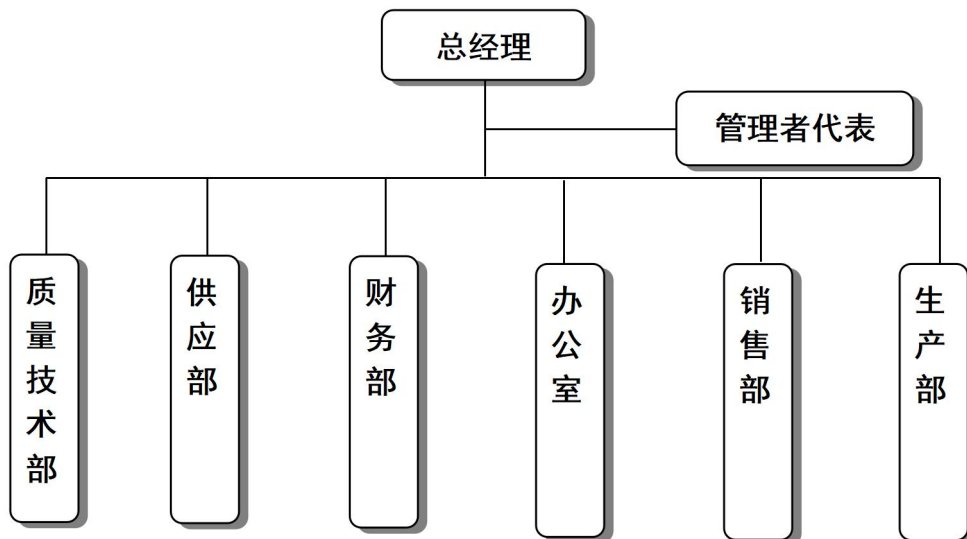 总经理
管理者代表
质量技术部
供应部
财务部
办公室
销售部
生产部